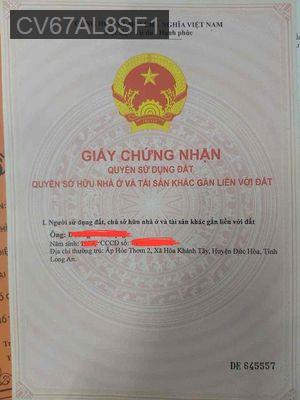 CV67AL8SF1
NGHĨA VIỆT NAM
Hạnh phúc
GIẤY CHỨNG NHẬN
QUYỀN SỬ DỤNG ĐẤT
QUYỀN SỞ HỮU NHÀ Ở VÀ TÀI SẢN KHÁC GẮN LIỀN VỚI ĐẤT
I. Người sử dụng đất, chủ sở hữu nhà ở và tài sản khác gắn liền với đất
Ông:
Năm sinh: CCCD số:
Địa chỉ thường trú: Ấp Hóc Thơm 2, Xã Hòa Khánh Tây, Huyện Đức Hòa, Tỉnh
Long An.
DE 645557